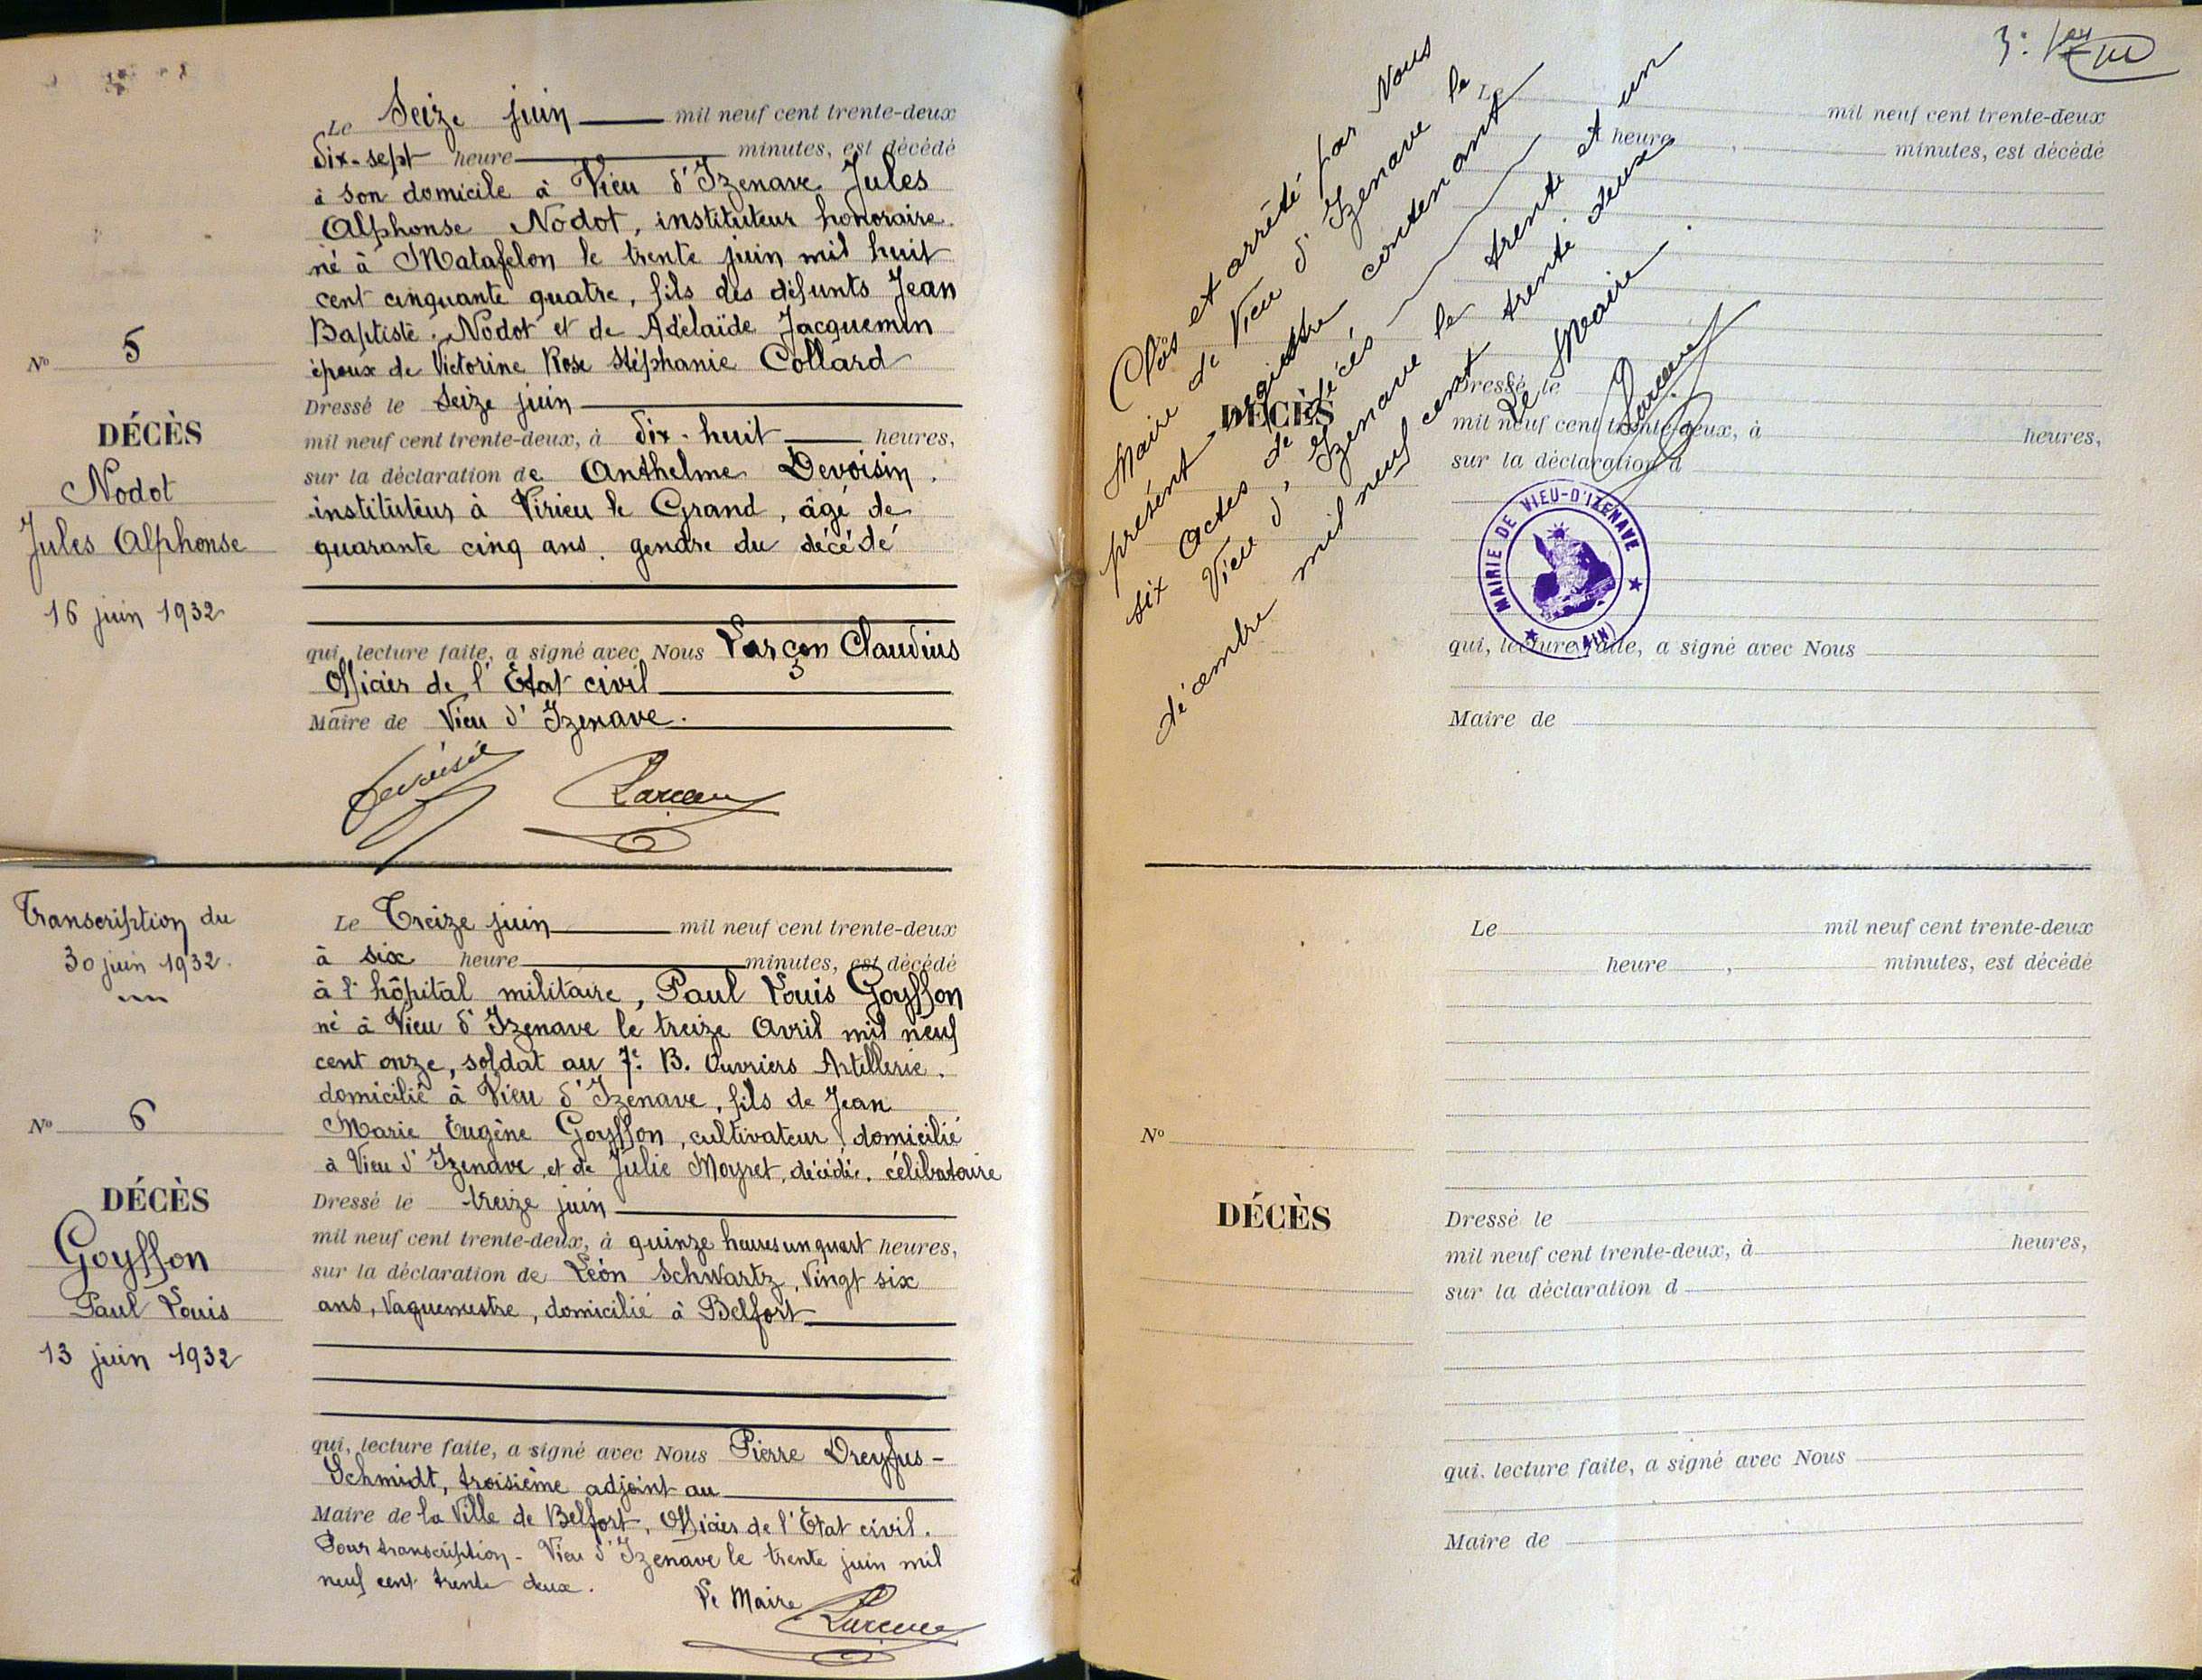 Le Seize juin mil neuf cent trente-deux
dix-sept heure minutes, est décédé
à son domicile à Vieu d'Izenave Jules
Alphonse Nodot, instituteur honoraire.
né à Matafelon le trente juin mil huit
cent cinquante quatre, fils des défunts Jean
Baptiste Nodot et de Adélaïde Jacquemin
époux de Victorine Rose Stéphanie Collard
Dressé le Seize juin
mil neuf cent trente-deux, à dix-huit heures,
sur la déclaration de Anthelme Devoisin,
instituteur à Virieu le Grand, âgé de
quarante cinq ans, gendre du décédé
qui, lecture faite, a signé avec Nous Larçon Claudius
Officier de l'Etat civil
Maire de Vieu d'Izenave.
Nº 5
DÉCÈS
Nodot
Jules Alphonse
16 juin 1932
Transcription du
30 juin 1932.
Nº 6
DÉCÈS
Goyffon
Paul Louis
13 juin 1932
Le Treize juin mil neuf cent trente-deux
à six heure minutes, est décédé
à l'hôpital militaire, Paul Louis Goyffon
né à Vieu d'Izenave le treize Avril mil neuf
cent onze, soldat au 7e B. Ouvriers Artillerie.
domicilié à Vieu d'Izenave, fils de Jean
Marie Eugène Goyffon, cultivateur domicilié
à Vieu d'Izenave, et de Julie Moyret, décédée. célibataire
Dressé le treize juin
mil neuf cent trente-deux, à quinze heures un quart heures,
sur la déclaration de Léon Schwartz, Vingt six
ans, Vaguemestre, domicilié à Belfort
qui, lecture faite, a signé avec Nous Pierre Dreyfus-
Schmidt, troisième adjoint au
Maire de la Ville de Belfort, Officier de l'Etat civil.
Pour transcription - Vieu d'Izenave le trente juin mil
neuf cent trente deux.
Le Maire
Clos et arrêté par Nous
Maire de Vieu d'Izenave le
présent registre contenant
six Actes de décès
Vieu d'Izenave le trente et un
décembre mil neuf cent trente deux.
Le Maire
Le mil neuf cent trente-deux
heure , minutes, est décédé
DÉCÈS
Dressé le
mil neuf cent trente-deux, à heures,
sur la déclaration d
MAIRIE DE VIEU-D'IZENAVE
(AIN)
qui, lecture faite, a signé avec Nous
Maire de
Le mil neuf cent trente-deux
heure , minutes, est décédé
Nº
DÉCÈS
Dressé le
mil neuf cent trente-deux, à heures,
sur la déclaration d
qui, lecture faite, a signé avec Nous
Maire de